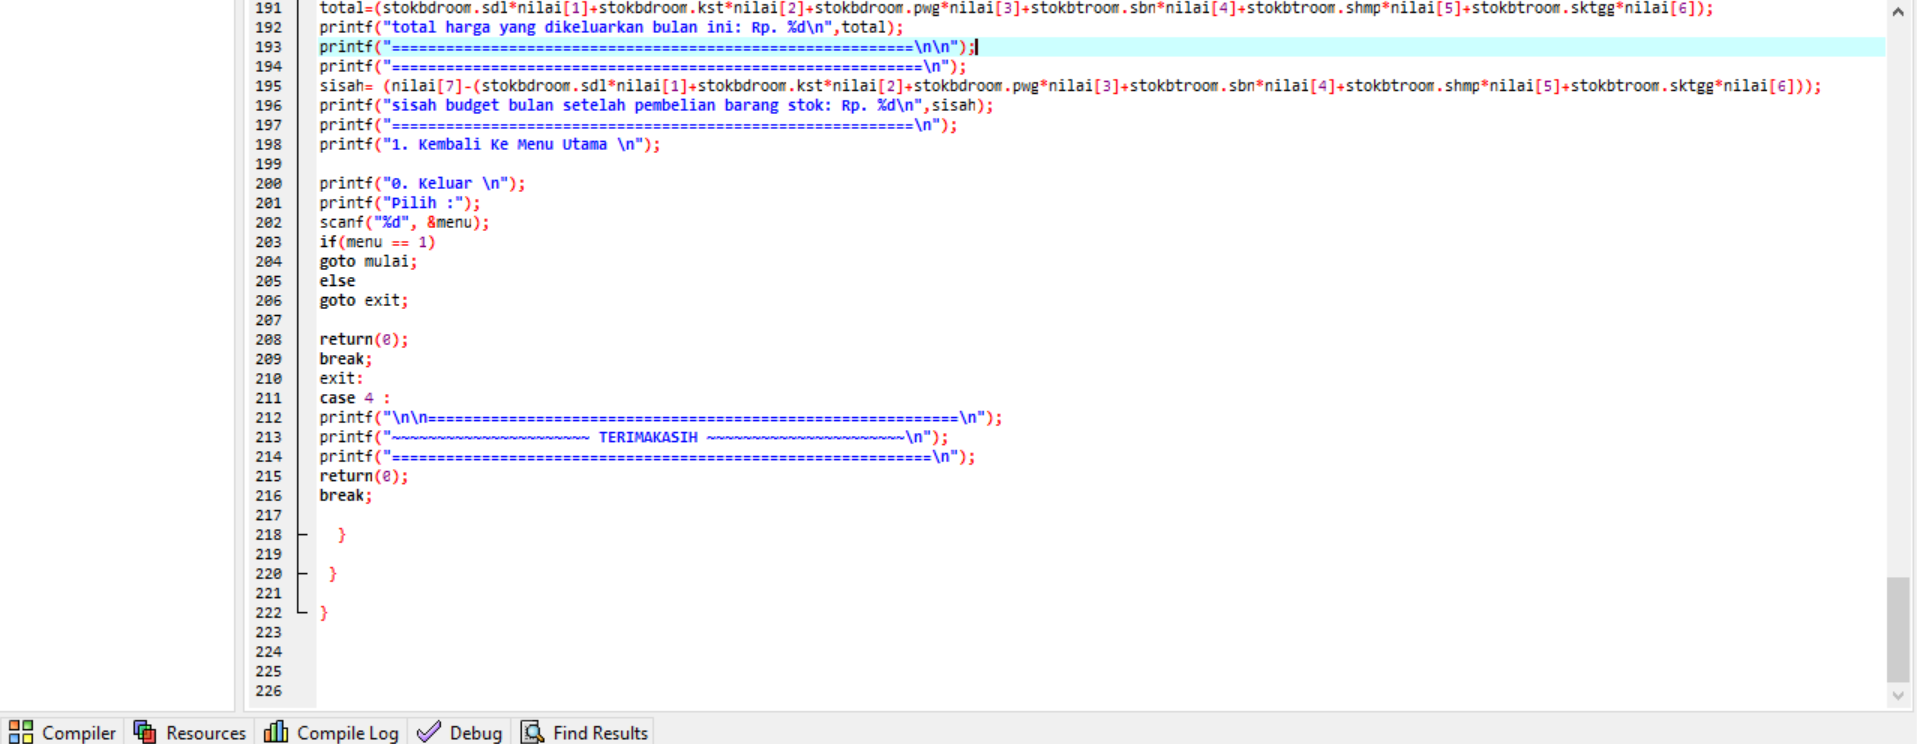 191 total=(stokbdroom.sdl*nilai[1]+stokbdroom.kst*nilai[2]+stokbdroom.pwg*nilai[3]+stokbtroom.sbn*nilai[4]+stokbtroom.shmp*nilai[5]+stokbtroom.sktgg*nilai[6]);
192 printf("total harga yang dikeluarkan bulan ini: Rp. %d\n",total);
193 printf("==========================================================\n\n");
194 printf("===========================================================\n");
195 sisah= (nilai[7]-(stokbdroom.sdl*nilai[1]+stokbdroom.kst*nilai[2]+stokbdroom.pwg*nilai[3]+stokbtroom.sbn*nilai[4]+stokbtroom.shmp*nilai[5]+stokbtroom.sktgg*nilai[6]));
196 printf("sisah budget bulan setelah pembelian barang stok: Rp. %d\n",sisah);
197 printf("==========================================================\n");
198 printf("1. Kembali Ke Menu Utama \n");
199
200 printf("0. Keluar \n");
201 printf("Pilih :");
202 scanf("%d", &menu);
203 if(menu == 1)
204 goto mulai;
205 else
206 goto exit;
207
208 return(0);
209 break;
210 exit:
211 case 4 :
212 printf("\n\n===========================================================\n");
213 printf("~~~~~~~~~~~~~~~~~~~~~~ TERIMAKASIH ~~~~~~~~~~~~~~~~~~~~~~\n");
214 printf("============================================================\n");
215 return(0);
216 break;
217
218 }
219
220 }
221
222 }
223
224
225
226
Compiler Resources Compile Log Debug Find Results